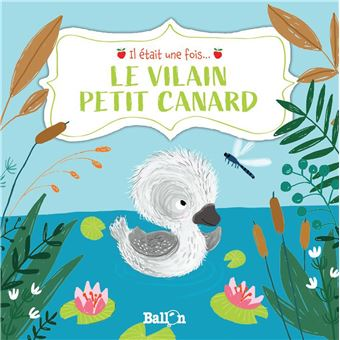 Il était une fois...
LE VILAIN
PETIT CANARD
Ballon